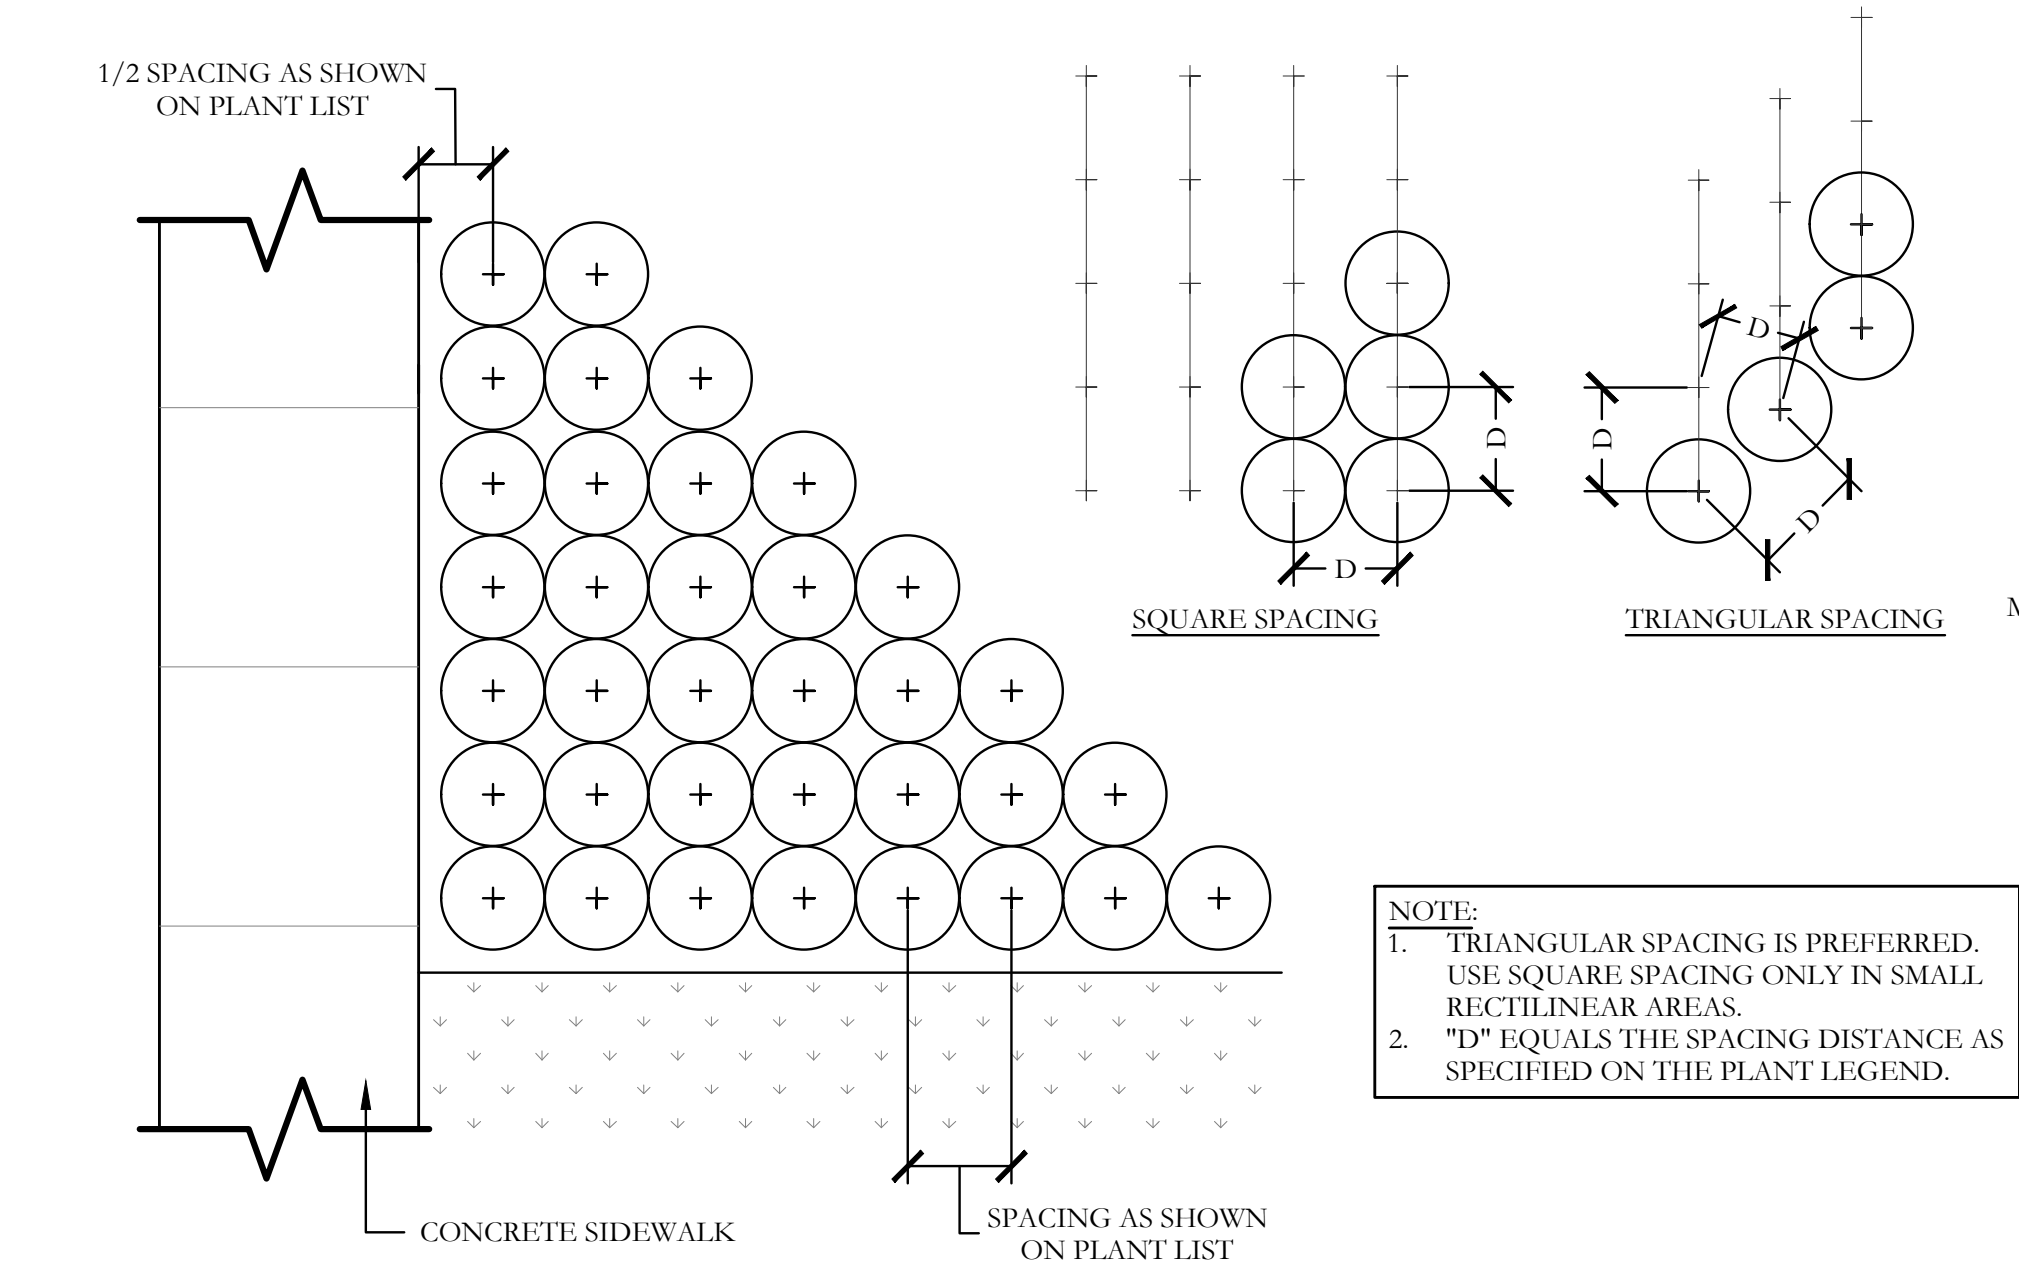 1/2 SPACING AS SHOWN
ON PLANT LIST
D
D
D
D
D
SQUARE SPACING
TRIANGULAR SPACING
M
NOTE:
1. TRIANGULAR SPACING IS PREFERRED.
USE SQUARE SPACING ONLY IN SMALL
RECTILINEAR AREAS.
2. "D" EQUALS THE SPACING DISTANCE AS
SPECIFIED ON THE PLANT LEGEND.
CONCRETE SIDEWALK
SPACING AS SHOWN
ON PLANT LIST